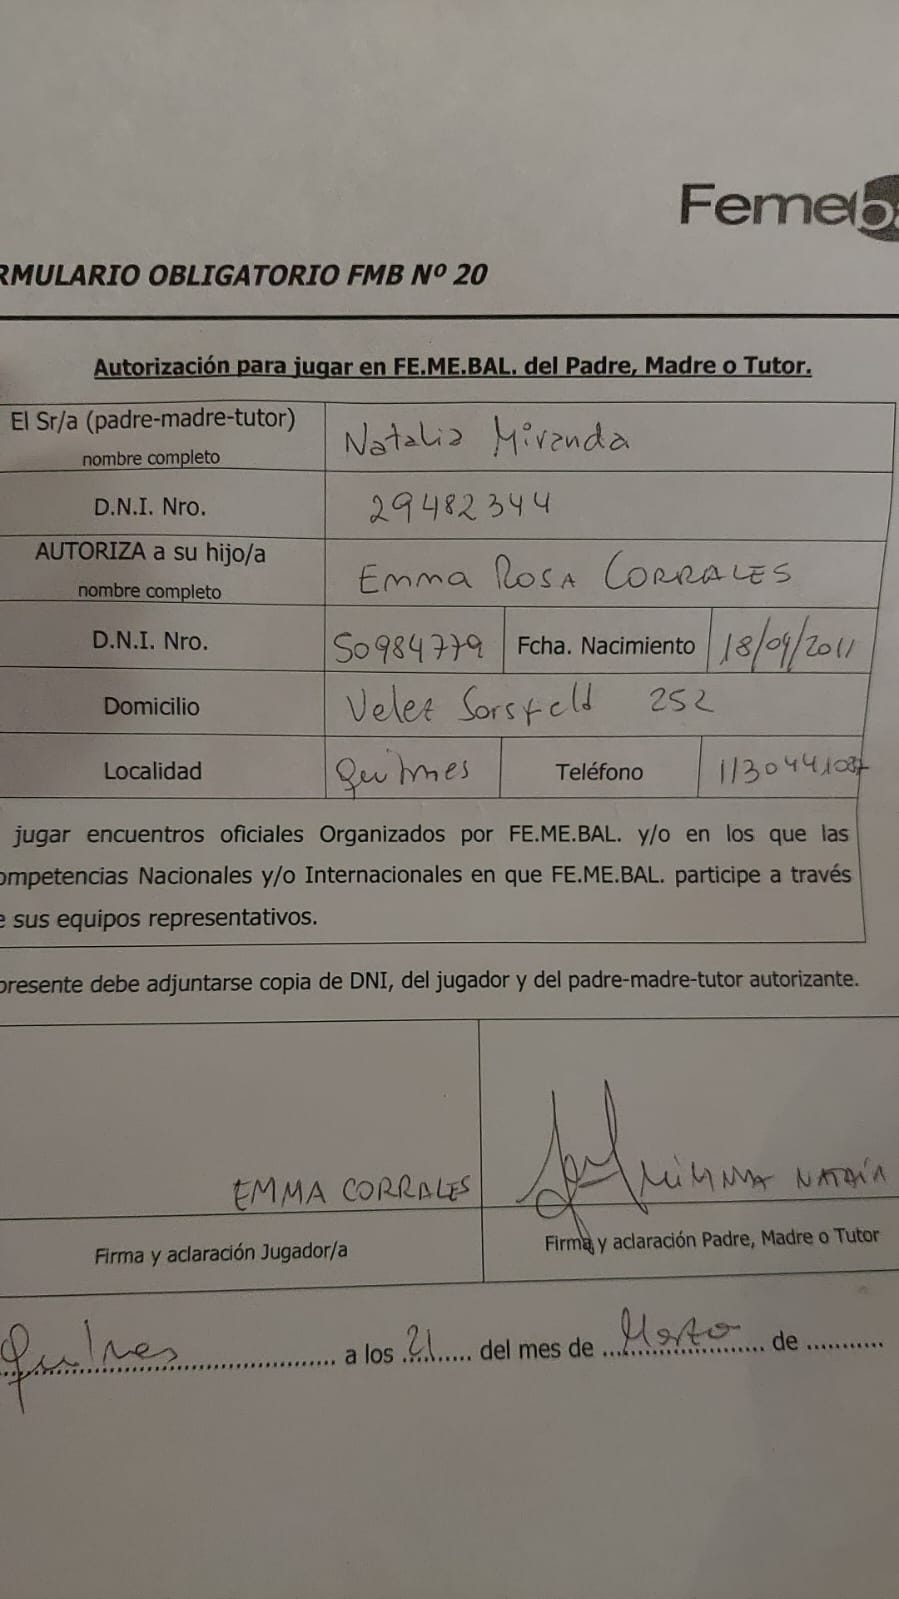 Femeba
RMULARIO OBLIGATORIO FMB Nº 20
Autorización para jugar en FE.ME.BAL. del Padre, Madre o Tutor.
El Sr/a (padre-madre-tutor)
nombre completo
Natalia Miranda
D.N.I. Nro.
29482344
AUTORIZA a su hijo/a
nombre completo
Emma Rosa CORRALES
D.N.I. Nro.
50984779
Fcha. Nacimiento
18/09/2011
Domicilio
Velez Sarsfeld 252
Localidad
Quilmes
Teléfono
jugar encuentros oficiales Organizados por FE.ME.BAL. y/o en los que las
ompetencias Nacionales y/o Internacionales en que FE.ME.BAL. participe a través
e sus equipos representativos.
presente debe adjuntarse copia de DNI, del jugador y del padre-madre-tutor autorizante.
EMMA CORRALES
Firma y aclaración Jugador/a
Firma y aclaración Padre, Madre o Tutor
Quilmes a los 21 del mes de Marzo de ...........